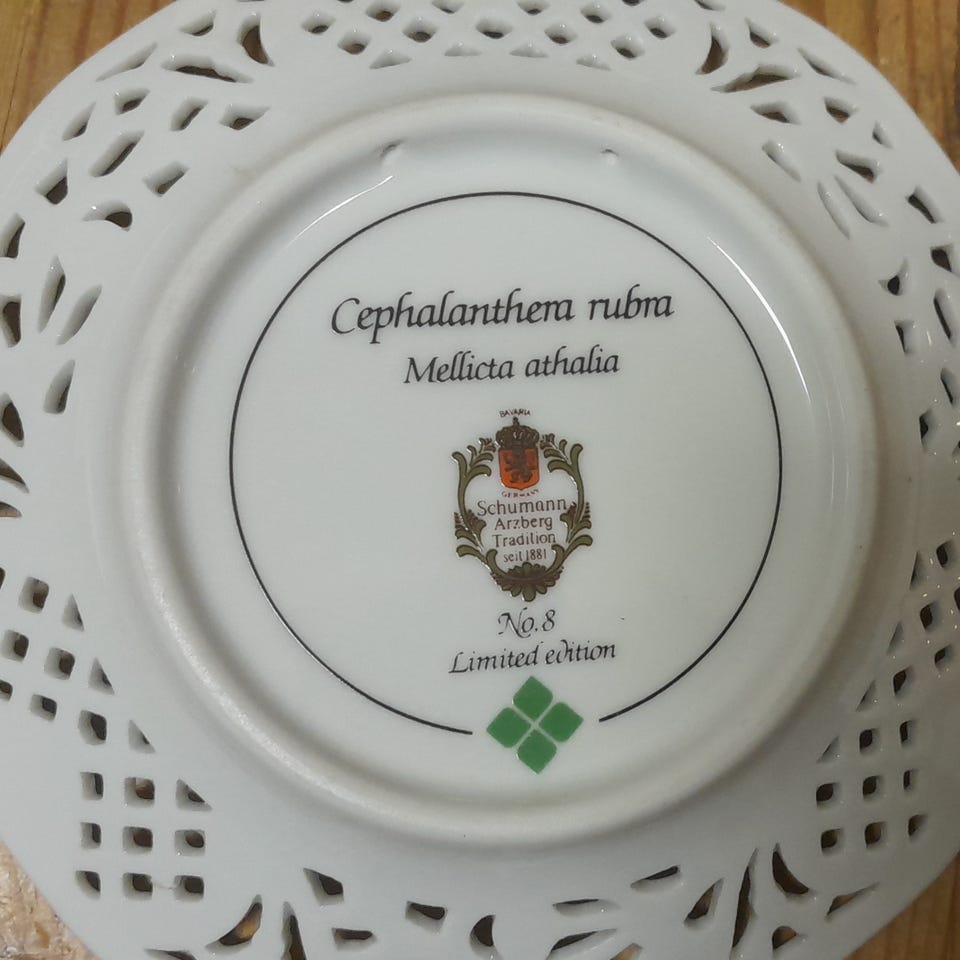 Cephalanthera rubra
Mellicta athalia
BAVARIA
GERMANY
Schumann
Arzberg
Tradition
seit 1881
No. 8
Limited edition